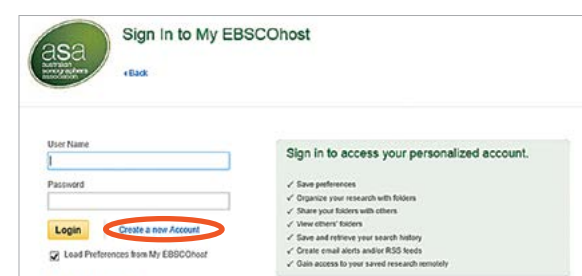 asa
australian
sonographers
association
Sign In to My EBSCOhost
‹Back
User Name
Password
Login
Create a new Account
Load Preferences from My EBSCOhost
Sign in to access your personalized account.
✓ Save preferences
✓ Organize your research with folders
✓ Share your folders with others
✓ View others' folders
✓ Save and retrieve your search history
✓ Create email alerts and/or RSS feeds
✓ Gain access to your saved research remotely